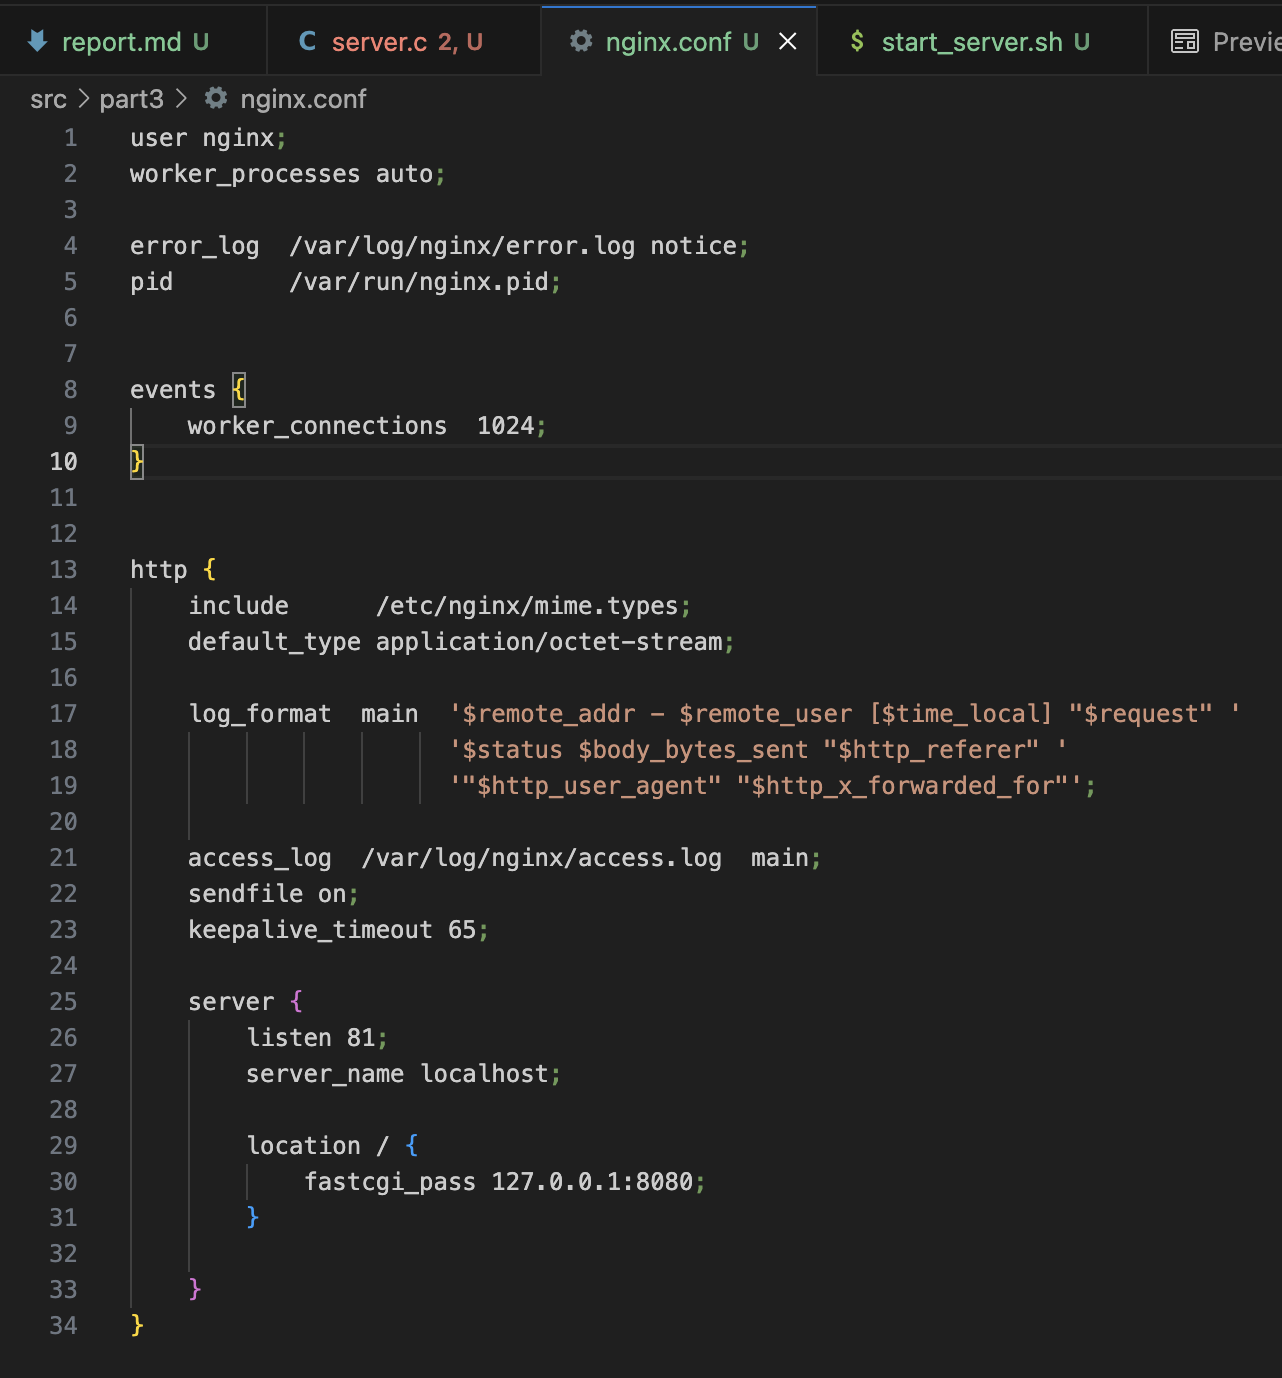 report.md U
C server.c 2, U
nginx.conf U
$ start_server.sh U
src > part3 > nginx.conf
1 user nginx;
2 worker_processes auto;
3
4 error_log  /var/log/nginx/error.log notice;
5 pid        /var/run/nginx.pid;
6
7
8 events {
9     worker_connections  1024;
10 }
11
12
13 http {
14     include      /etc/nginx/mime.types;
15     default_type application/octet-stream;
16
17     log_format  main  '$remote_addr - $remote_user [$time_local] "$request" '
18                       '$status $body_bytes_sent "$http_referer" '
19                       '"$http_user_agent" "$http_x_forwarded_for"';
20
21     access_log  /var/log/nginx/access.log  main;
22     sendfile on;
23     keepalive_timeout 65;
24
25     server {
26         listen 81;
27         server_name localhost;
28
29         location / {
30             fastcgi_pass 127.0.0.1:8080;
31         }
32
33     }
34 }